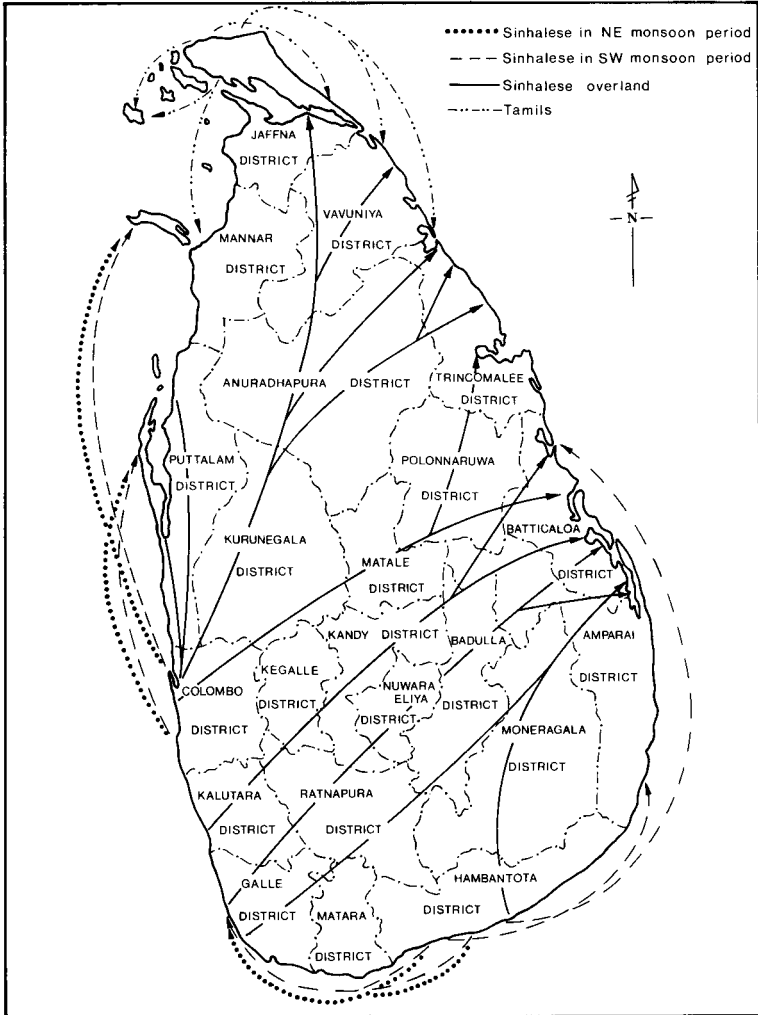 Sinhalese in NE monsoon period
Sinhalese in SW monsoon period
Sinhalese overland
Tamils
N
JAFFNA
DISTRICT
VAVUNIYA
DISTRICT
MANNAR
DISTRICT
ANURADHAPURA DISTRICT
TRINCOMALEE
DISTRICT
PUTTALAM
DISTRICT
POLONNARUWA
DISTRICT
KURUNEGALA
DISTRICT
BATTICALOA
DISTRICT
MATALE
DISTRICT
KANDY DISTRICT
BADULLA
DISTRICT
AMPARAI
DISTRICT
KEGALLE
DISTRICT
NUWARA
ELIYA
DISTRICT
COLOMBO
DISTRICT
MONERAGALA
DISTRICT
KALUTARA
DISTRICT
RATNAPURA
DISTRICT
GALLE
DISTRICT
MATARA
DISTRICT
HAMBANTOTA
DISTRICT